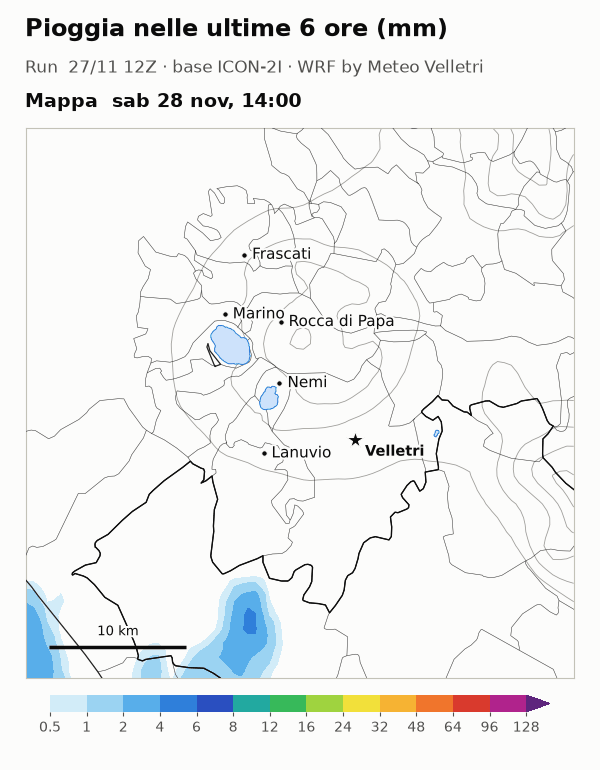 Pioggia nelle ultime 6 ore (mm)
Run  27/11 12Z · base ICON-2I · WRF by Meteo Velletri
Mappa  sab 28 nov, 14:00
Frascati
Marino
Rocca di Papa
Nemi
Velletri
Lanuvio
10 km
0.5 1 2 4 6 8 12 16 24 32 48 64 96 128